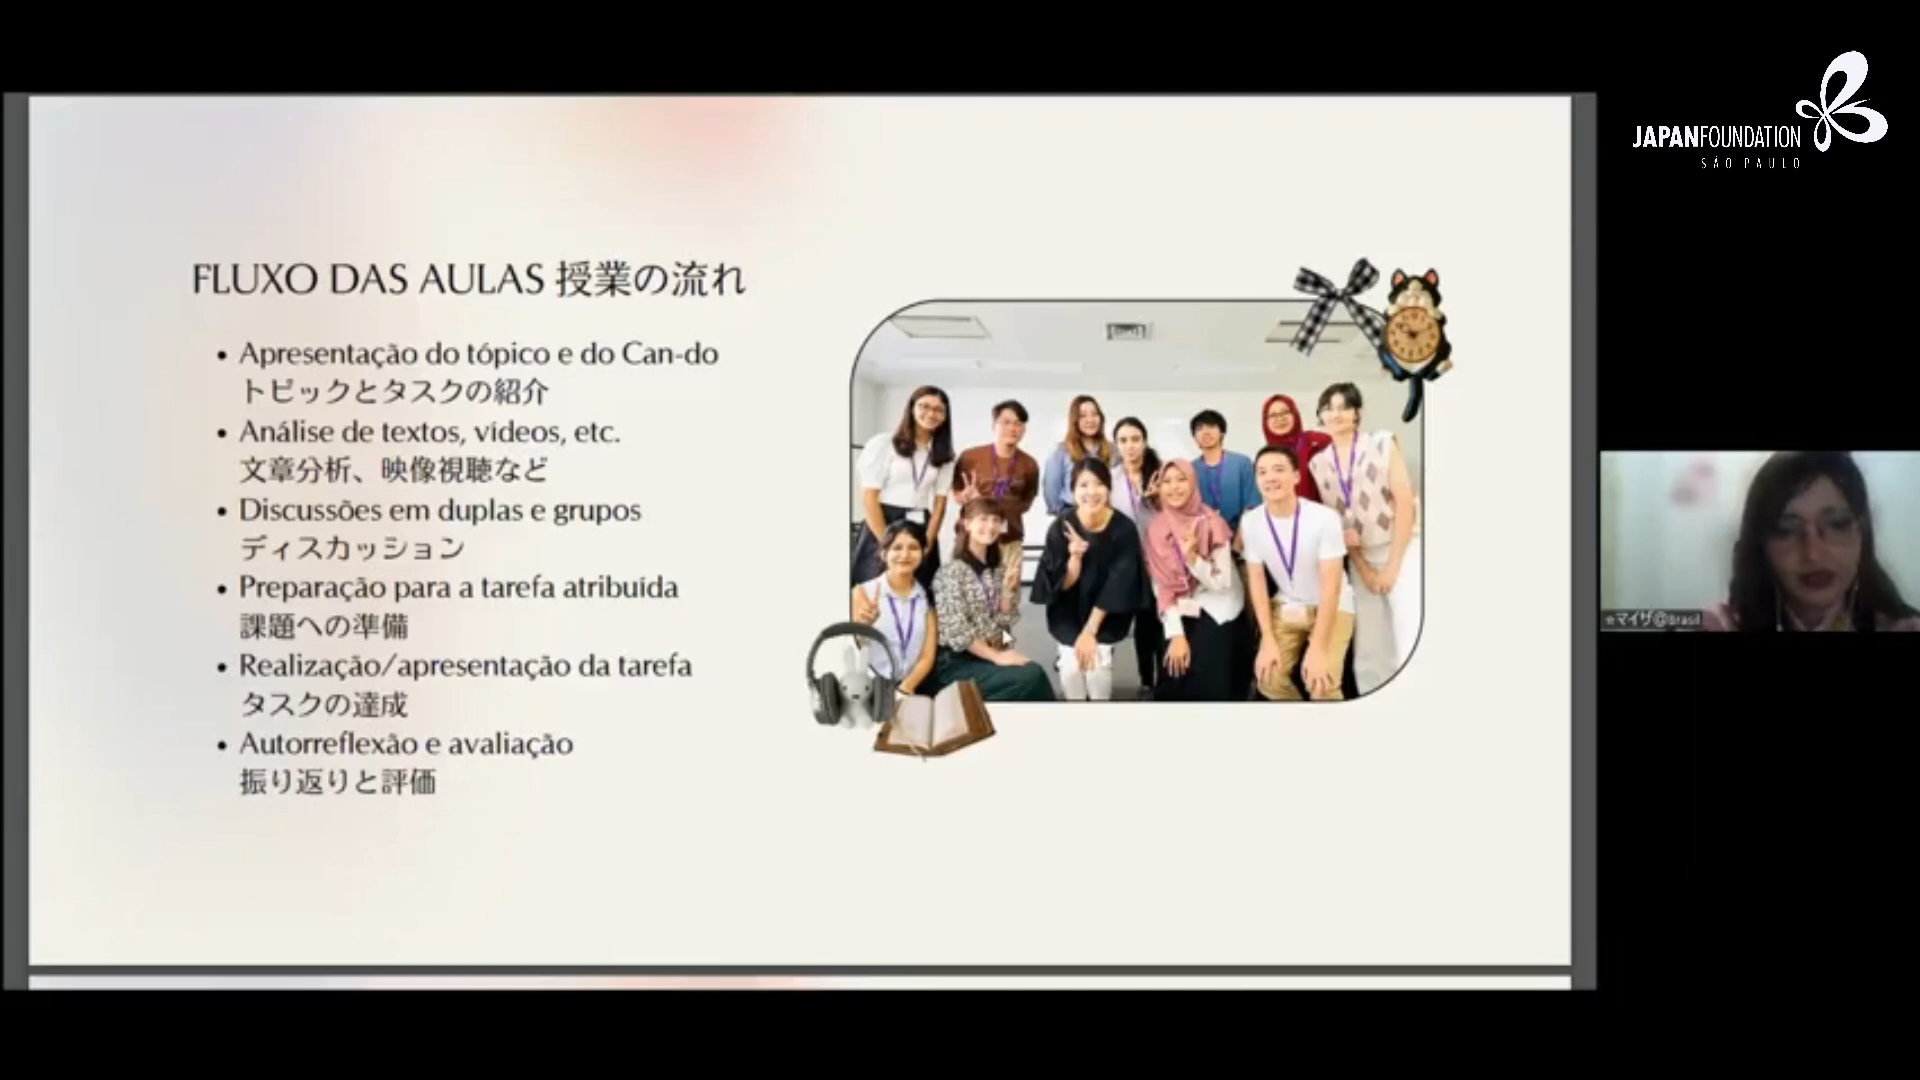 JAPANFOUNDATION
SÃO PAULO
FLUXO DAS AULAS 授業の流れ
• Apresentação do tópico e do Can-do
トピックとタスクの紹介
• Análise de textos, vídeos, etc.
文章分析、映像視聴など
• Discussões em duplas e grupos
ディスカッション
• Preparação para a tarefa atribuída
課題への準備
• Realização/apresentação da tarefa
タスクの達成
• Autorreflexão e avaliação
振り返りと評価
マイザ@Brasil